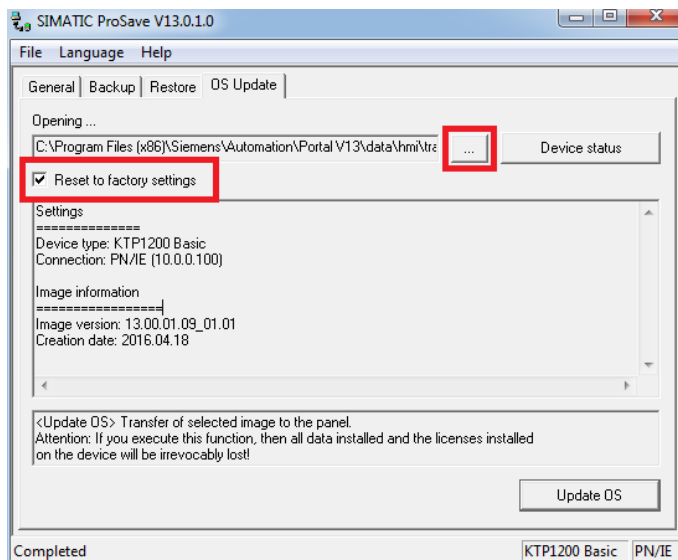 SIMATIC ProSave V13.0.1.0
File Language Help
General Backup Restore OS Update
Opening ...
C:\Program Files (x86)\Siemens\Automation\Portal V13\data\hmi\tra ... Device status
Reset to factory settings
Settings
==============
Device type: KTP1200 Basic
Connection: PN/IE (10.0.0.100)
Image information
=================
Image version: 13.00.01.09_01.01
Creation date: 2016.04.18
<Update OS> Transfer of selected image to the panel.
Attention: If you execute this function, then all data installed and the licenses installed
on the device will be irrevocably lost!
Update OS
Completed KTP1200 Basic PN/IE